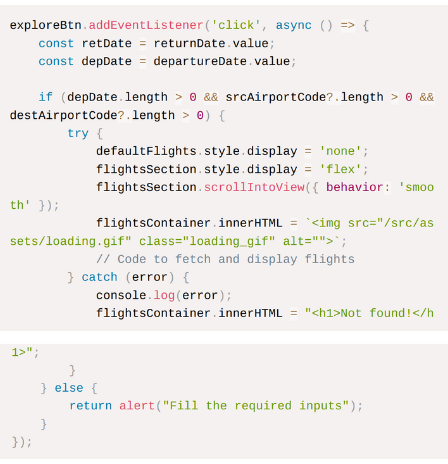 exploreBtn.addEventListener('click', async () => {
    const retDate = returnDate.value;
    const depDate = departureDate.value;
    if (depDate.length > 0 && srcAirportCode?.length > 0 &&
destAirportCode?.length > 0) {
        try {
            defaultFlights.style.display = 'none';
            flightsSection.style.display = 'flex';
            flightsSection.scrollIntoView({ behavior: 'smoo
th' });
            flightsContainer.innerHTML = `<img src="/src/as
sets/loading.gif" class="loading_gif" alt="">`;
            // Code to fetch and display flights
        } catch (error) {
            console.log(error);
            flightsContainer.innerHTML = "<h1>Not found!</h
1>";
        }
    } else {
        return alert("Fill the required inputs");
    }
});